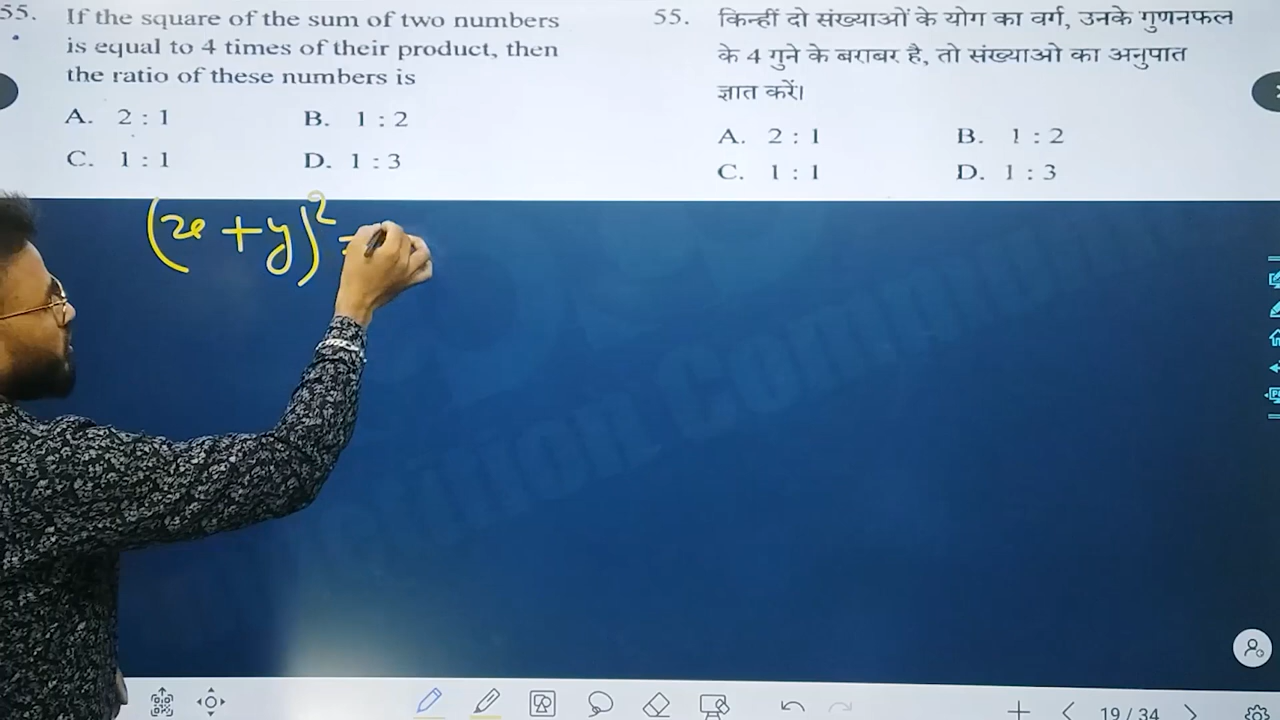 55. If the square of the sum of two numbers
is equal to 4 times of their product, then
the ratio of these numbers is
A. 2 : 1 B. 1 : 2
C. 1 : 1 D. 1 : 3
55. किन्हीं दो संख्याओं के योग का वर्ग, उनके गुणनफल
के 4 गुने के बराबर है, तो संख्याओ का अनुपात
ज्ञात करें।
A. 2 : 1 B. 1 : 2
C. 1 : 1 D. 1 : 3
(x + y)² =
19 / 34